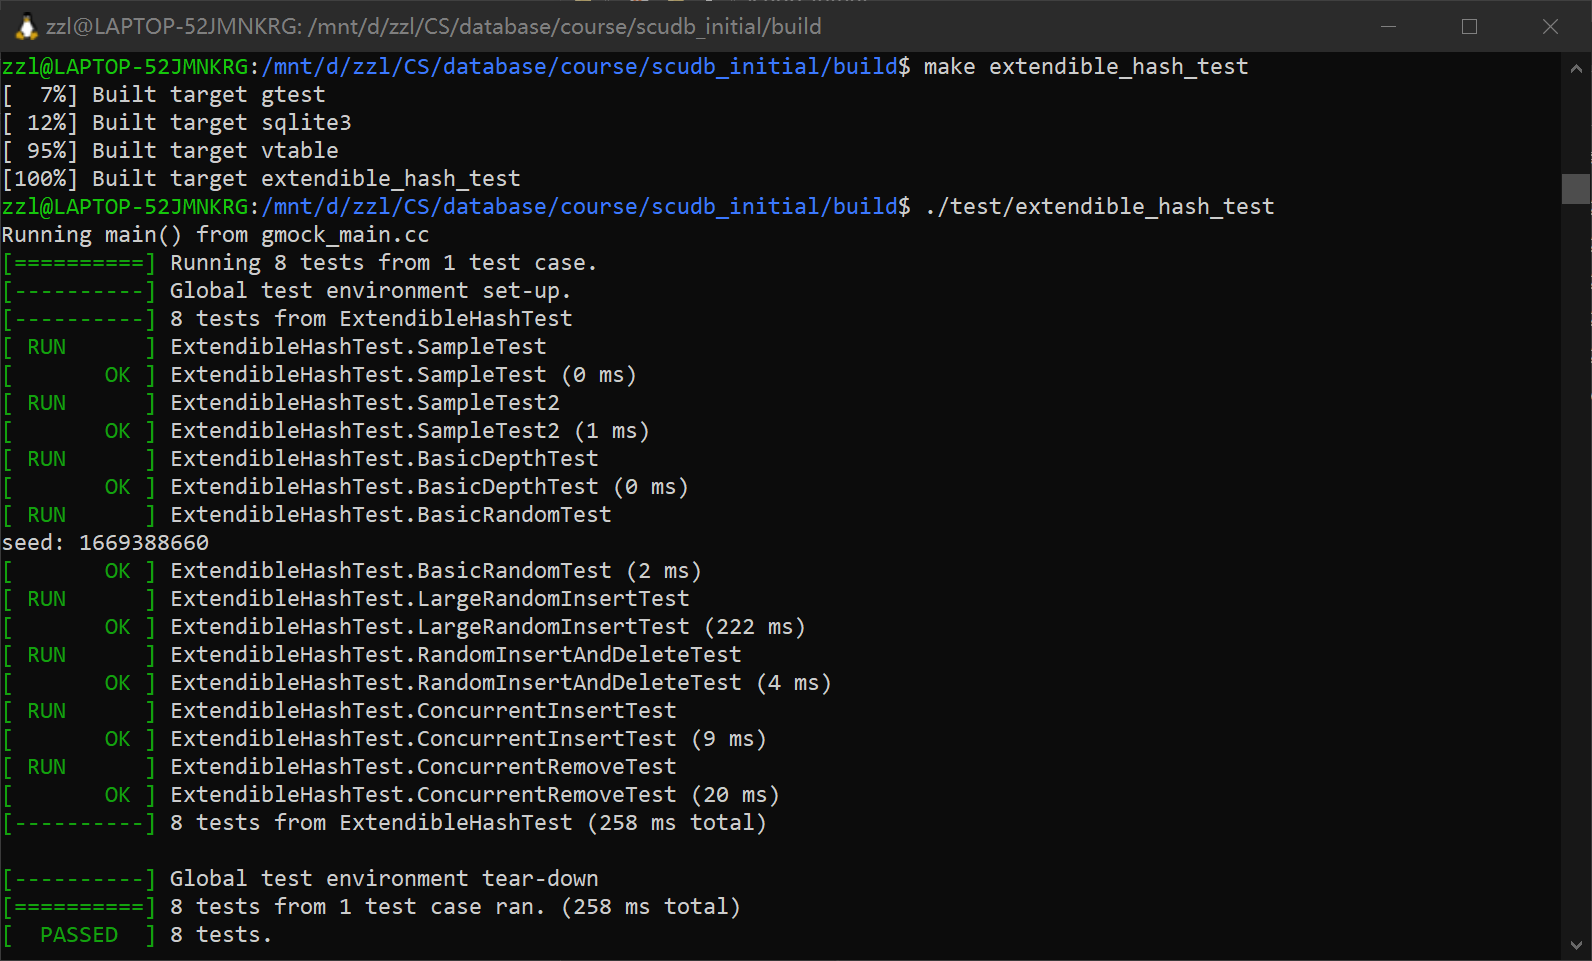 zzl@LAPTOP-52JMNKRG: /mnt/d/zzl/CS/database/course/scudb_initial/build
zzl@LAPTOP-52JMNKRG:/mnt/d/zzl/CS/database/course/scudb_initial/build$ make extendible_hash_test
[  7%] Built target gtest
[ 12%] Built target sqlite3
[ 95%] Built target vtable
[100%] Built target extendible_hash_test
zzl@LAPTOP-52JMNKRG:/mnt/d/zzl/CS/database/course/scudb_initial/build$ ./test/extendible_hash_test
Running main() from gmock_main.cc
[==========] Running 8 tests from 1 test case.
[----------] Global test environment set-up.
[----------] 8 tests from ExtendibleHashTest
[ RUN      ] ExtendibleHashTest.SampleTest
[       OK ] ExtendibleHashTest.SampleTest (0 ms)
[ RUN      ] ExtendibleHashTest.SampleTest2
[       OK ] ExtendibleHashTest.SampleTest2 (1 ms)
[ RUN      ] ExtendibleHashTest.BasicDepthTest
[       OK ] ExtendibleHashTest.BasicDepthTest (0 ms)
[ RUN      ] ExtendibleHashTest.BasicRandomTest
seed: 1669388660
[       OK ] ExtendibleHashTest.BasicRandomTest (2 ms)
[ RUN      ] ExtendibleHashTest.LargeRandomInsertTest
[       OK ] ExtendibleHashTest.LargeRandomInsertTest (222 ms)
[ RUN      ] ExtendibleHashTest.RandomInsertAndDeleteTest
[       OK ] ExtendibleHashTest.RandomInsertAndDeleteTest (4 ms)
[ RUN      ] ExtendibleHashTest.ConcurrentInsertTest
[       OK ] ExtendibleHashTest.ConcurrentInsertTest (9 ms)
[ RUN      ] ExtendibleHashTest.ConcurrentRemoveTest
[       OK ] ExtendibleHashTest.ConcurrentRemoveTest (20 ms)
[----------] 8 tests from ExtendibleHashTest (258 ms total)

[----------] Global test environment tear-down
[==========] 8 tests from 1 test case ran. (258 ms total)
[  PASSED  ] 8 tests.